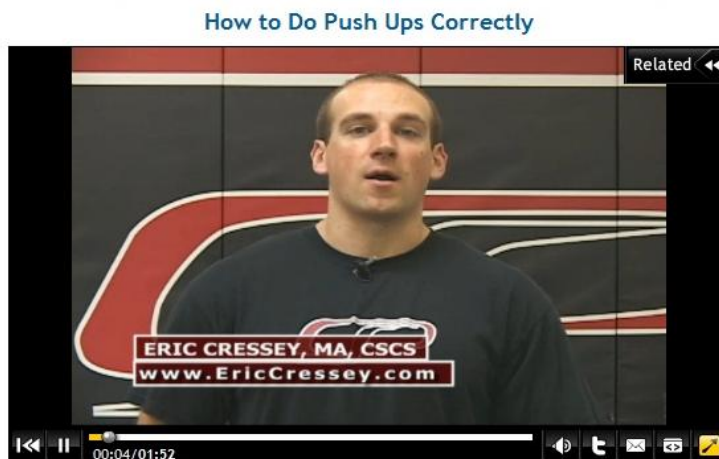 How to Do Push Ups Correctly
Related
ERIC CRESSEY, MA, CSCS
www.EricCressey.com
00:04/01:52